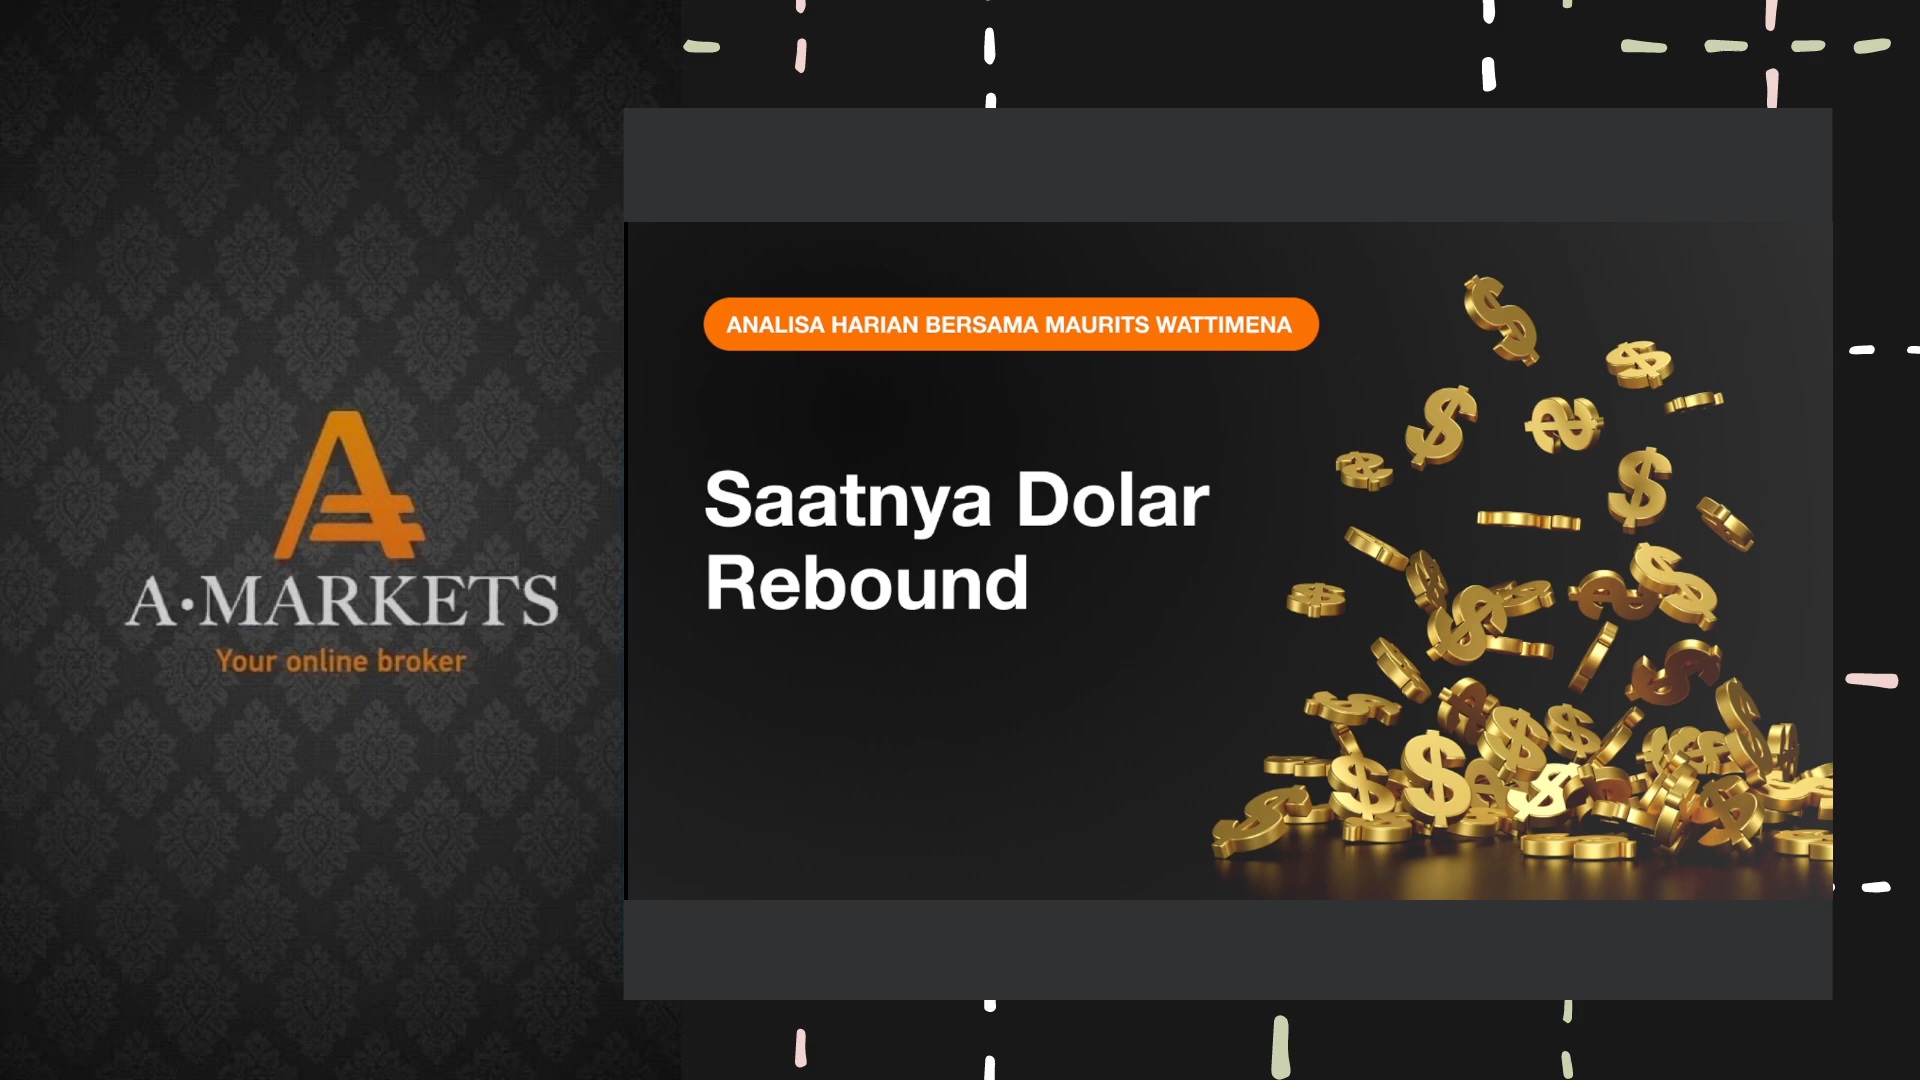 A·MARKETS
Your online broker
ANALISA HARIAN BERSAMA MAURITS WATTIMENA
Saatnya Dolar
Rebound